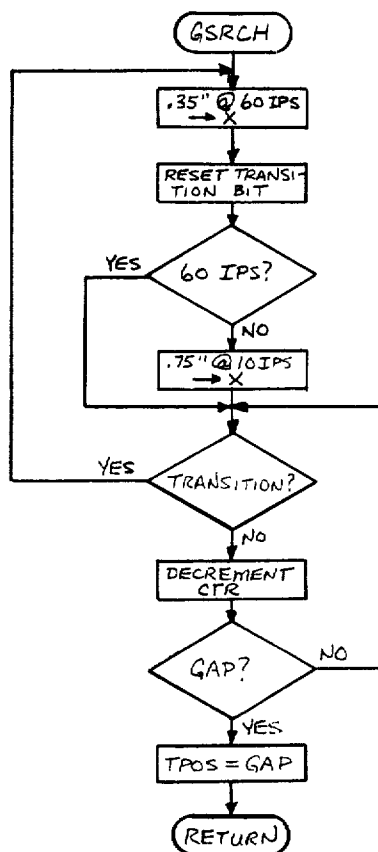 GSRCH
.35" @ 60 IPS
→ X
RESET TRANSI-
TION BIT
YES
60 IPS?
NO
.75" @ 10 IPS
→ X
YES
TRANSITION?
NO
DECREMENT
CTR
GAP?
NO
YES
TPOS = GAP
RETURN